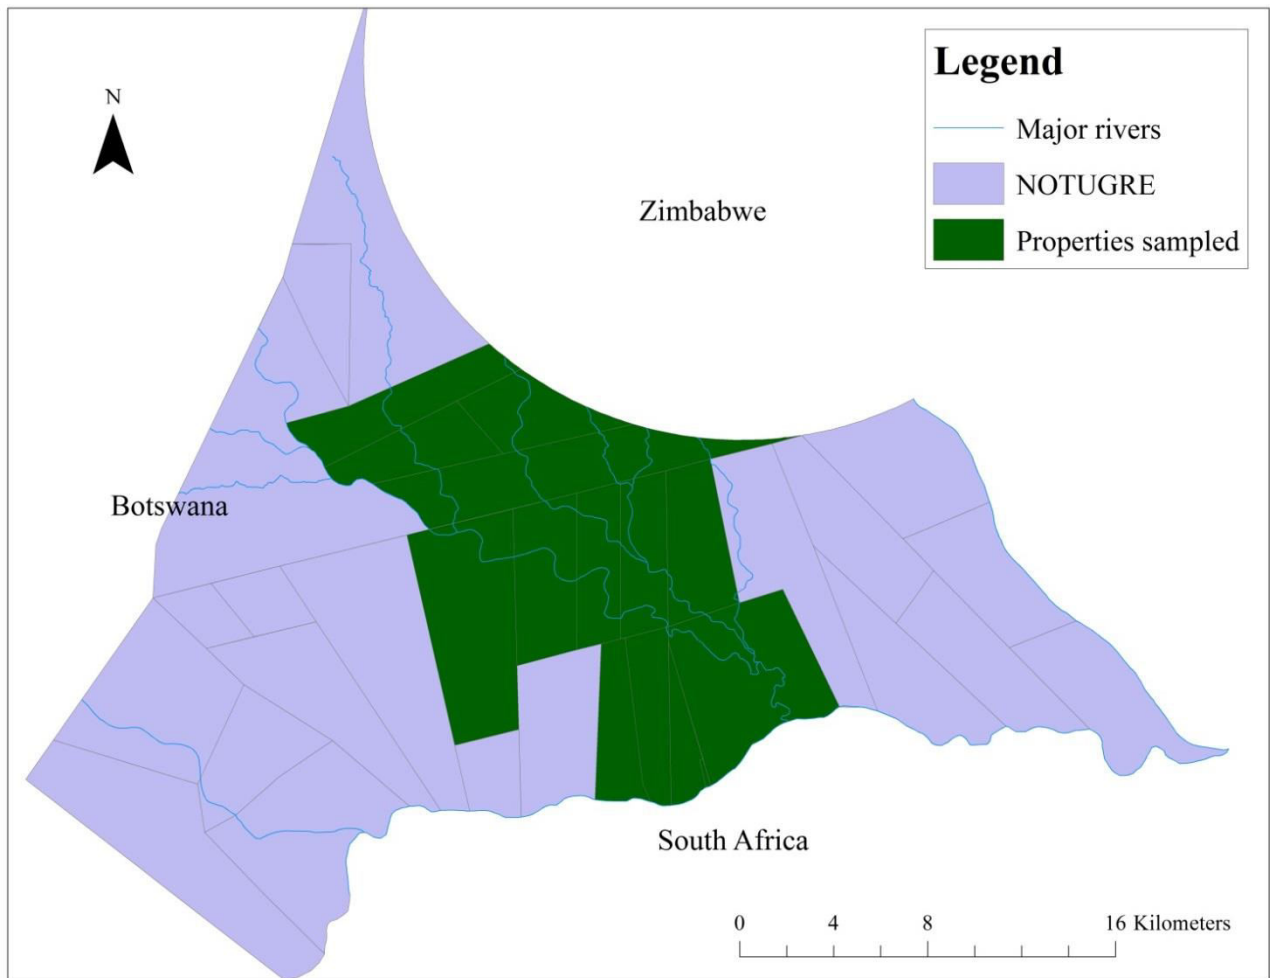 Legend
N
Major rivers
NOTUGRE
Zimbabwe
Properties sampled
Botswana
South Africa
0 4 8 16 Kilometers